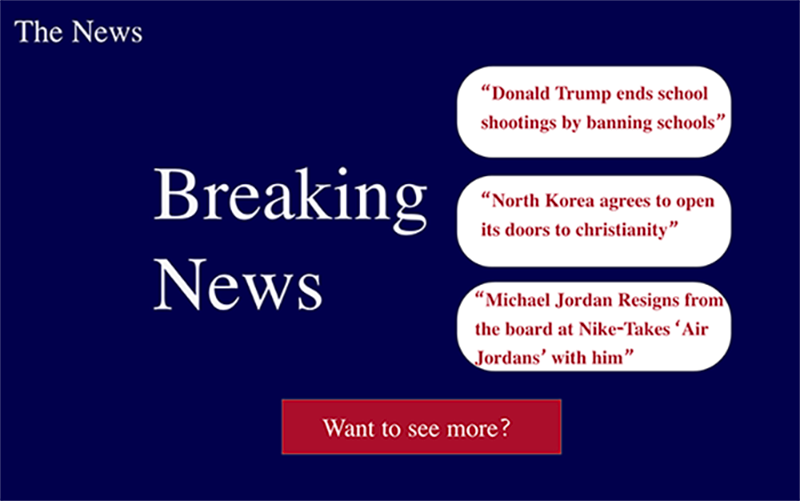 The News
Breaking
News
“Donald Trump ends school
shootings by banning schools”
“North Korea agrees to open
its doors to christianity”
“Michael Jordan Resigns from
the board at Nike-Takes ‘Air
Jordans’ with him”
Want to see more?